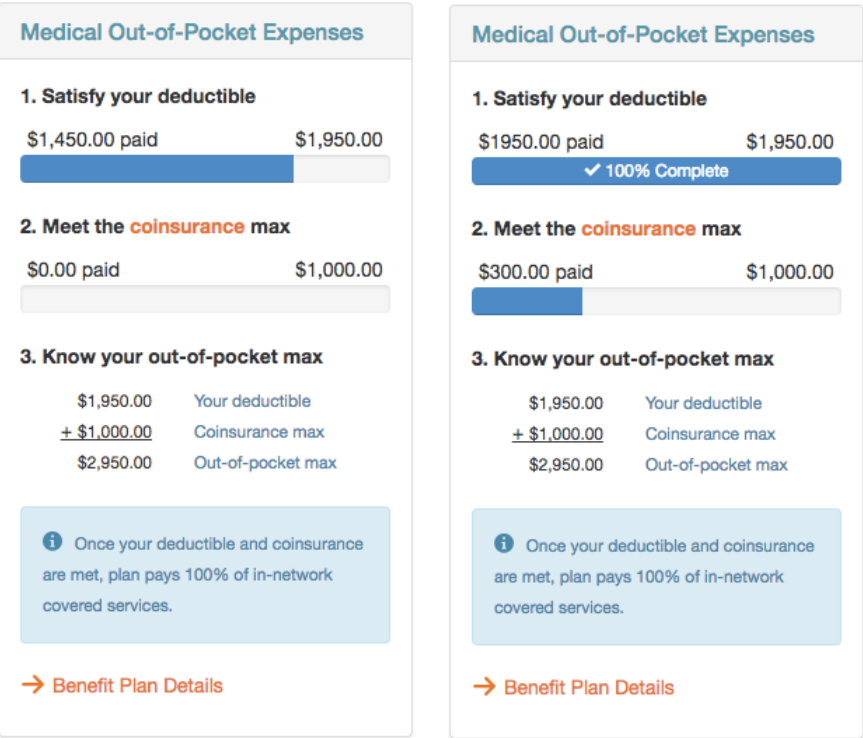 Medical Out-of-Pocket Expenses
1. Satisfy your deductible
$1,450.00 paid $1,950.00
2. Meet the coinsurance max
$0.00 paid $1,000.00
3. Know your out-of-pocket max
$1,950.00 Your deductible
+ $1,000.00 Coinsurance max
$2,950.00 Out-of-pocket max
Once your deductible and coinsurance
are met, plan pays 100% of in-network
covered services.
→ Benefit Plan Details
Medical Out-of-Pocket Expenses
1. Satisfy your deductible
$1950.00 paid $1,950.00
✓ 100% Complete
2. Meet the coinsurance max
$300.00 paid $1,000.00
3. Know your out-of-pocket max
$1,950.00 Your deductible
+ $1,000.00 Coinsurance max
$2,950.00 Out-of-pocket max
Once your deductible and coinsurance
are met, plan pays 100% of in-network
covered services.
→ Benefit Plan Details